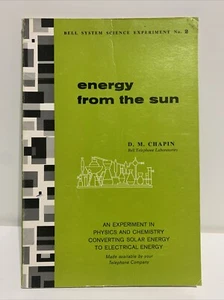 BELL SYSTEM SCIENCE EXPERIMENT No. 2
energy
from the sun
D. M. CHAPIN
Bell Telephone Laboratories
AN EXPERIMENT IN
PHYSICS AND CHEMISTRY
CONVERTING SOLAR ENERGY
TO ELECTRICAL ENERGY
Made available by your
Telephone Company